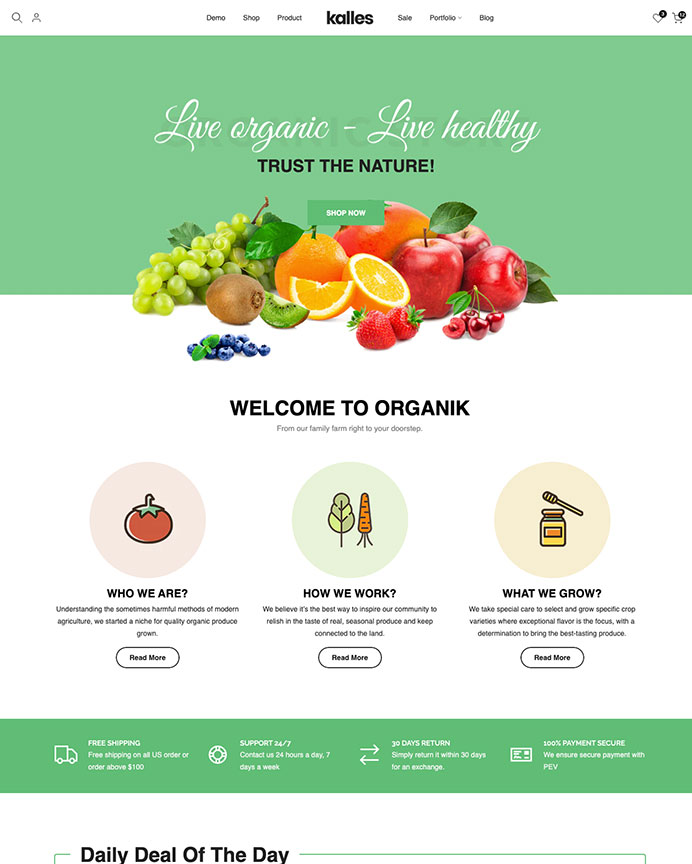 Demo Shop Product kalles Sale Portfolio Blog 3 12
Live organic - Live healthy
ORGANIC STORE
TRUST THE NATURE!
SHOP NOW
WELCOME TO ORGANIK
From our family farm right to your doorstep.
WHO WE ARE?
Understanding the sometimes harmful methods of modern
agriculture, we started a niche for quality organic produce
grown.
Read More
HOW WE WORK?
We believe it's the best way to inspire our community to
relish in the taste of real, seasonal produce and keep
connected to the land.
Read More
WHAT WE GROW?
We take special care to select and grow specific crop
varieties where exceptional flavor is the focus, with a
determination to bring the best-tasting produce.
Read More
FREE SHIPPING
Free shipping on all US order or
order above $100
SUPPORT 24/7
Contact us 24 hours a day, 7
days a week
30 DAYS RETURN
Simply return it within 30 days
for an exchange.
100% PAYMENT SECURE
We ensure secure payment with
PEV
Daily Deal Of The Day